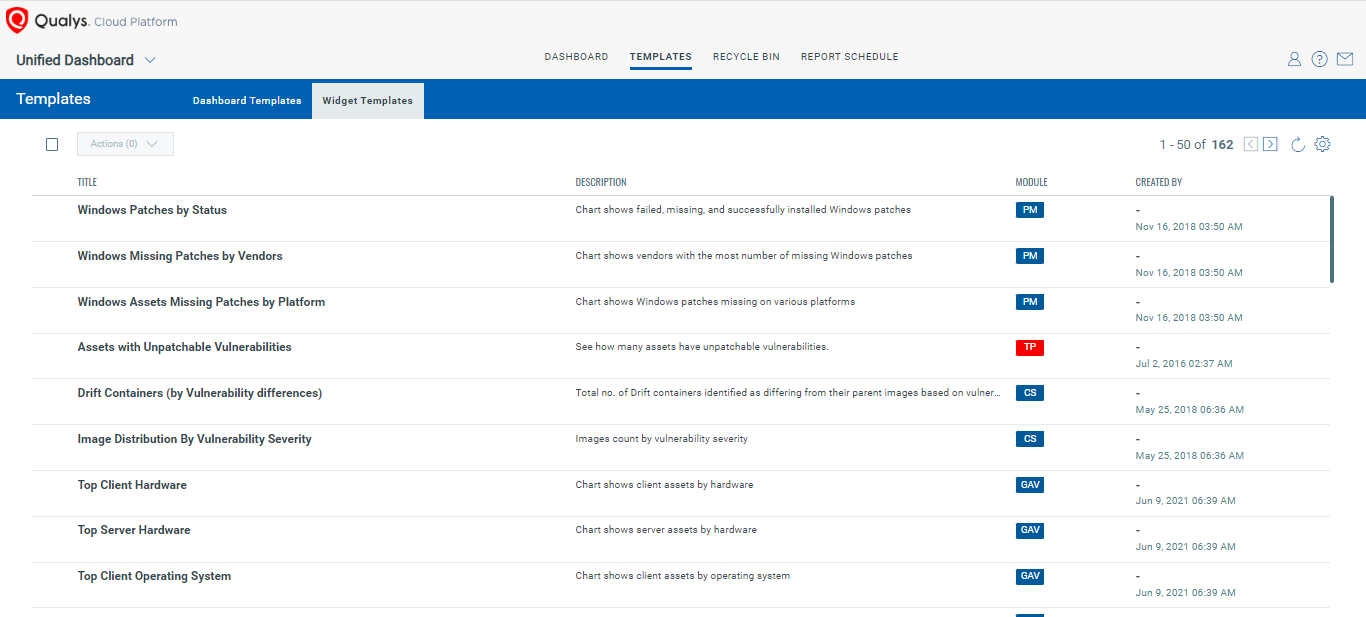 Qualys. Cloud Platform
Unified Dashboard
DASHBOARD TEMPLATES RECYCLE BIN REPORT SCHEDULE
Templates Dashboard Templates Widget Templates
Actions (0) 1 - 50 of 162
TITLE DESCRIPTION MODULE CREATED BY
Windows Patches by Status Chart shows failed, missing, and successfully installed Windows patches PM -
Nov 16, 2018 03:50 AM
Windows Missing Patches by Vendors Chart shows vendors with the most number of missing Windows patches PM -
Nov 16, 2018 03:50 AM
Windows Assets Missing Patches by Platform Chart shows Windows patches missing on various platforms PM -
Nov 16, 2018 03:50 AM
Assets with Unpatchable Vulnerabilities See how many assets have unpatchable vulnerabilities. TP -
Jul 2, 2016 02:37 AM
Drift Containers (by Vulnerability differences) Total no. of Drift containers identified as differing from their parent images based on vulner... CS -
May 25, 2018 06:36 AM
Image Distribution By Vulnerability Severity Images count by vulnerability severity CS -
May 25, 2018 06:36 AM
Top Client Hardware Chart shows client assets by hardware GAV -
Jun 9, 2021 06:39 AM
Top Server Hardware Chart shows server assets by hardware GAV -
Jun 9, 2021 06:39 AM
Top Client Operating System Chart shows client assets by operating system GAV -
Jun 9, 2021 06:39 AM